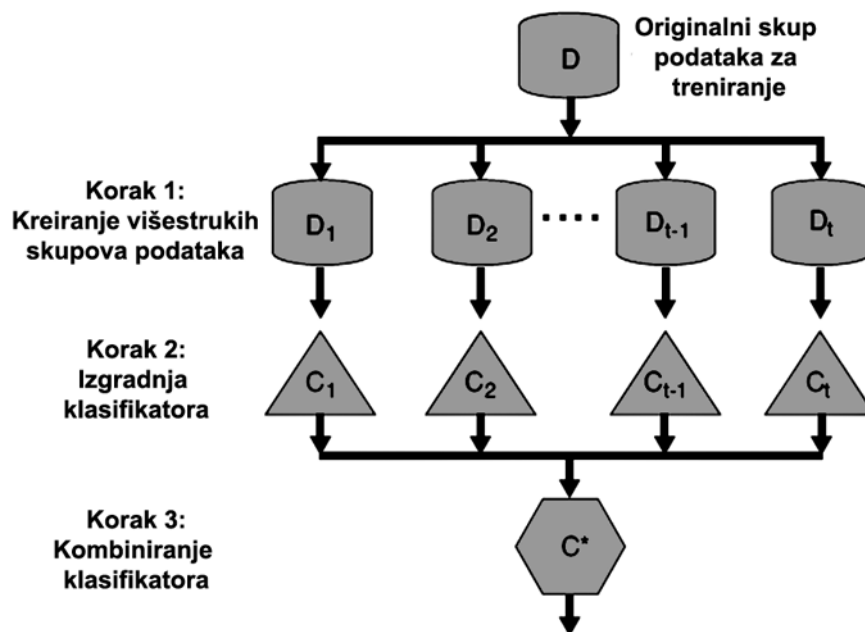 Originalni skup
podataka za
treniranje
D
Korak 1:
Kreiranje višestrukih
skupova podataka
D1
D2
.....
Dt-1
Dt
Korak 2:
Izgradnja
klasifikatora
C1
C2
Ct-1
Ct
Korak 3:
Kombiniranje
klasifikatora
C*